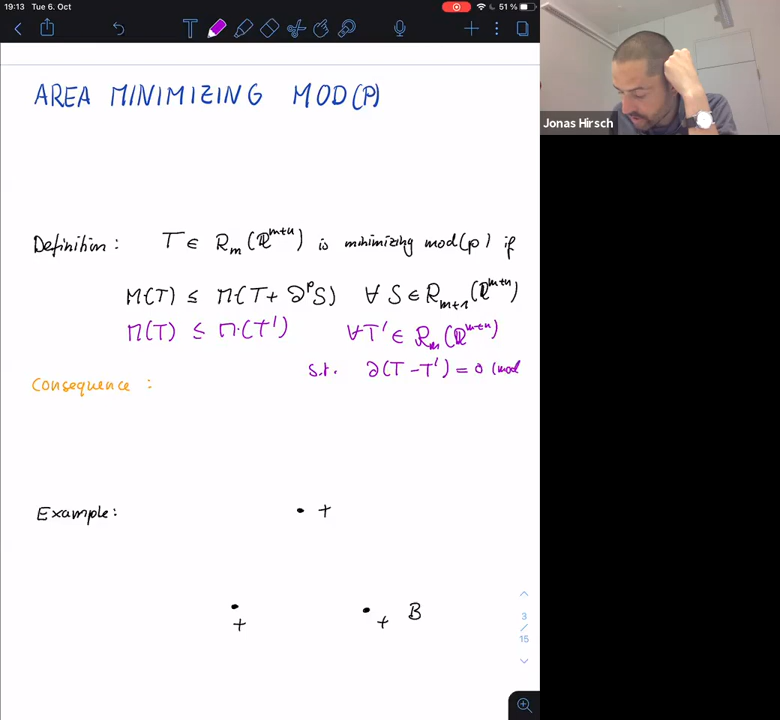 19:13 Tue 6. Oct
51 %
AREA MINIMIZING MOD(P)
Jonas Hirsch
Definition: T ∈ R_m(ℝ^{m+n}) is minimizing mod(p) if
M(T) ≤ M(T + ∂^p S) ∀ S ∈ R_{m+1}(ℝ^{m+n})
M(T) ≤ M(T') ∀ T' ∈ R_m(ℝ^{m+n})
s.t. ∂(T - T') = 0 (mod
Consequence :
Example: +
+ + B
3
/
15